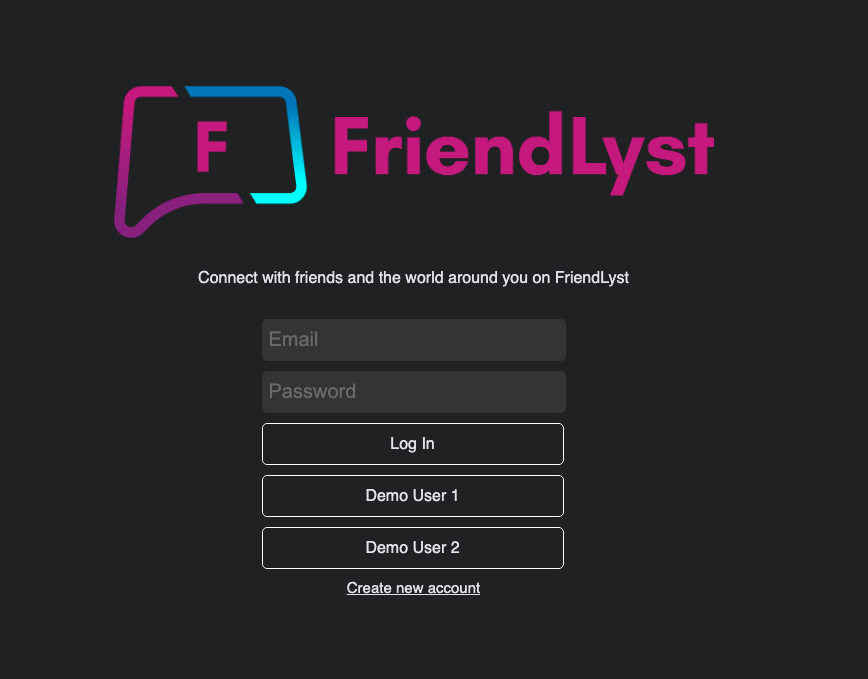 F
FriendLyst
Connect with friends and the world around you on FriendLyst
Email
Password
Log In
Demo User 1
Demo User 2
Create new account